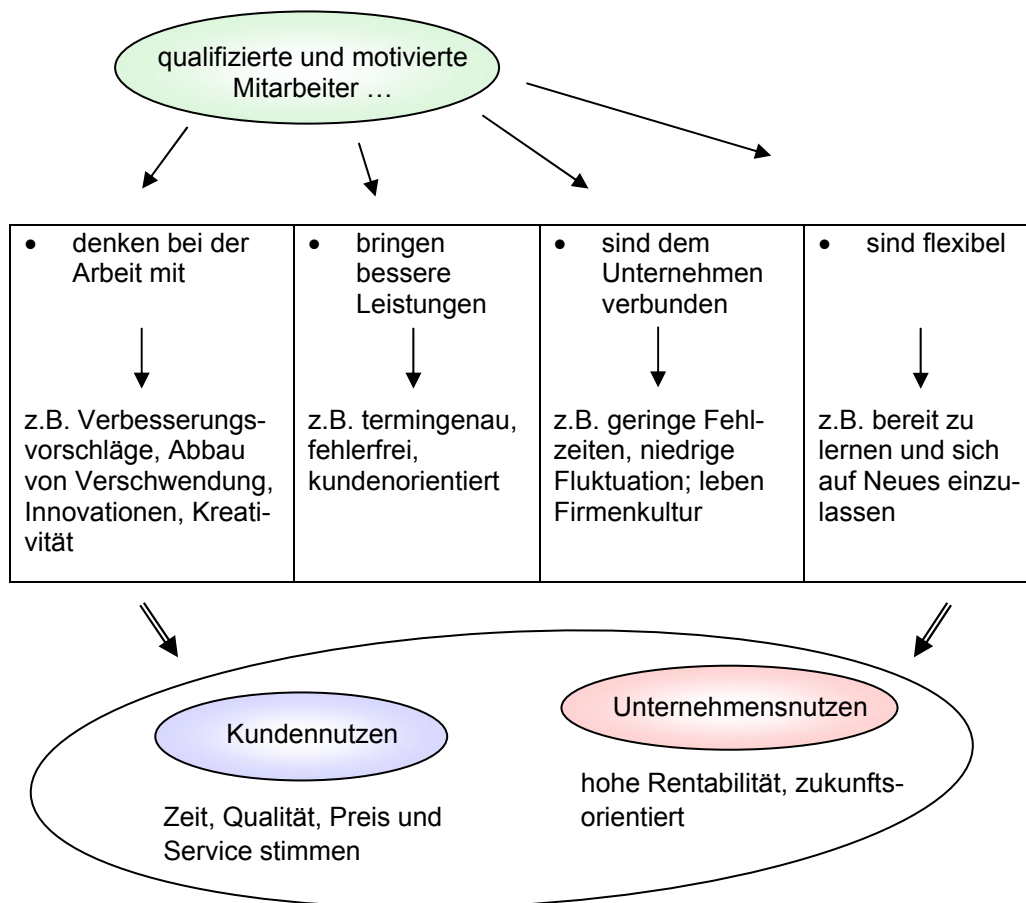 qualifizierte und motivierte
Mitarbeiter …
• denken bei der
Arbeit mit
z.B. Verbesserungs-
vorschläge, Abbau
von Verschwendung,
Innovationen, Kreati-
vität
• bringen
bessere
Leistungen
z.B. termingenau,
fehlerfrei,
kundenorientiert
• sind dem
Unternehmen
verbunden
z.B. geringe Fehl-
zeiten, niedrige
Fluktuation; leben
Firmenkultur
• sind flexibel
z.B. bereit zu
lernen und sich
auf Neues einzu-
lassen
Kundennutzen
Zeit, Qualität, Preis und
Service stimmen
Unternehmensnutzen
hohe Rentabilität, zukunfts-
orientiert